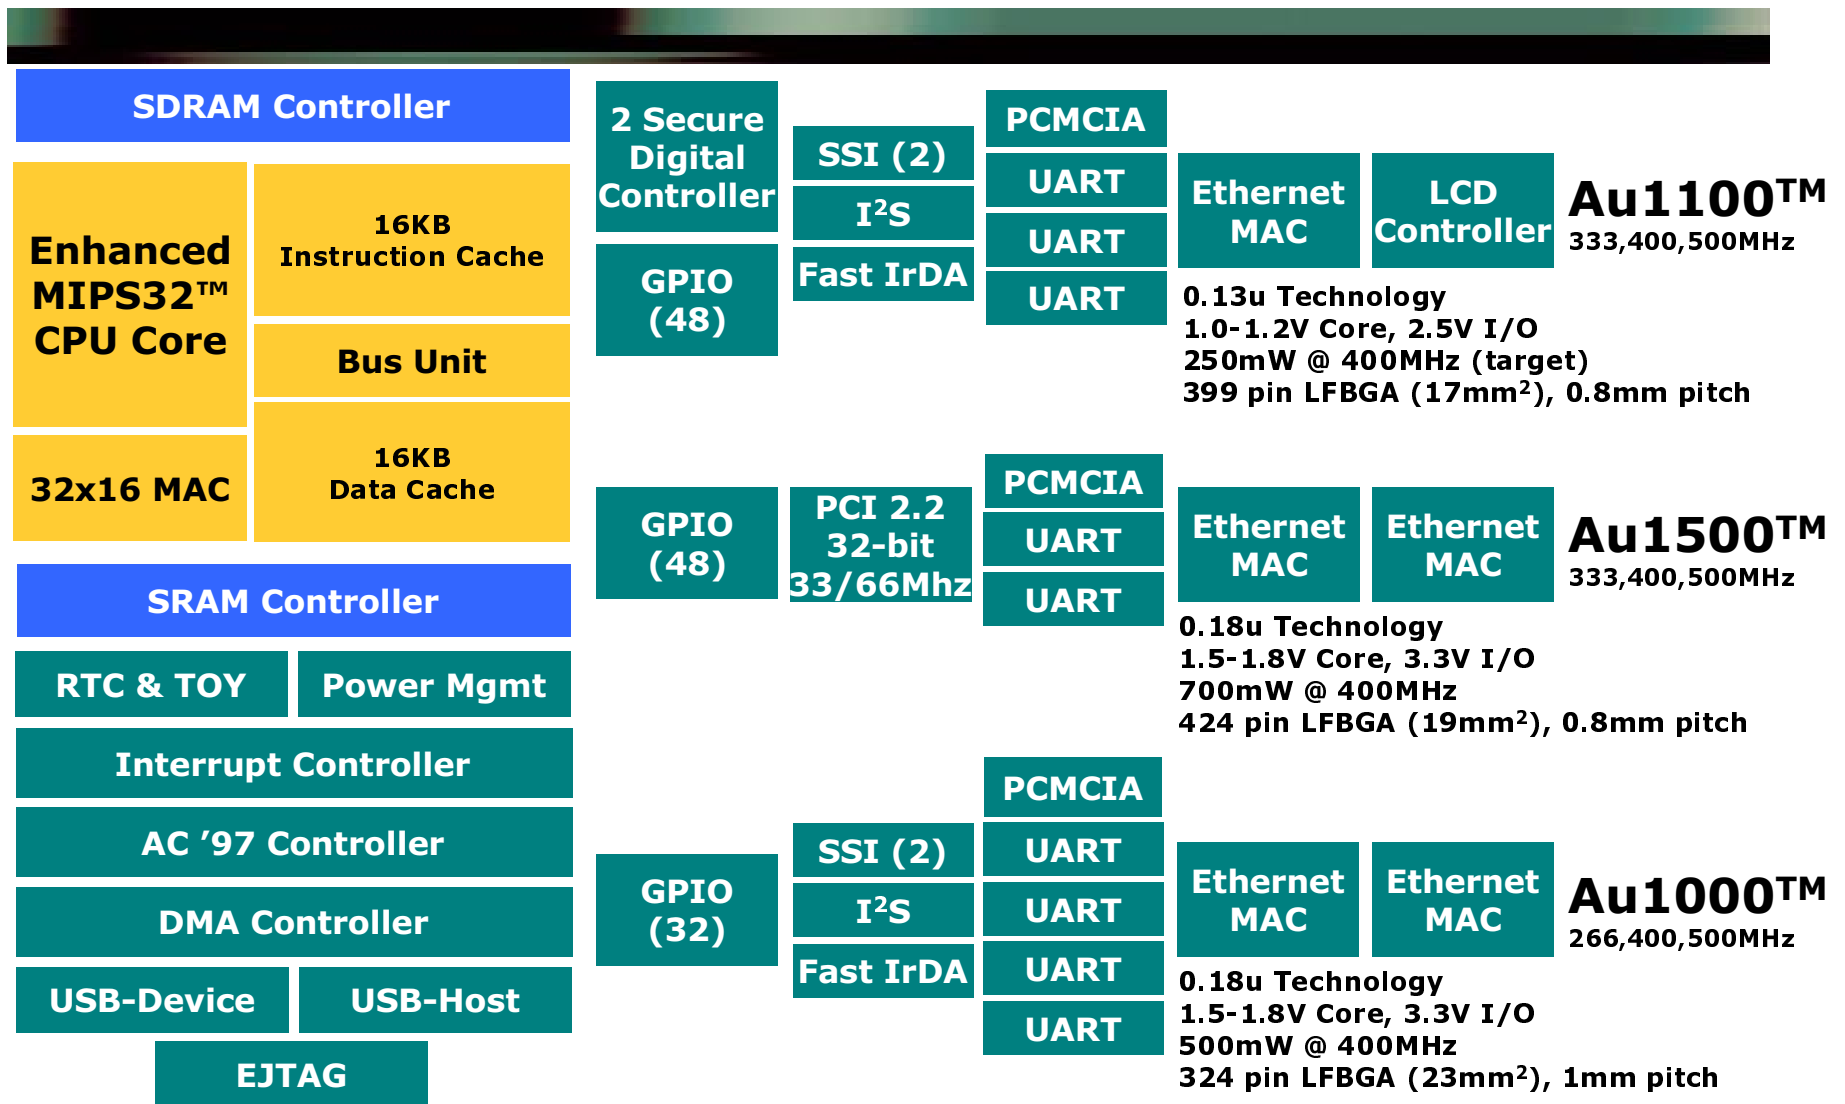 SDRAM Controller
Enhanced
MIPS32™
CPU Core
16KB
Instruction Cache
Bus Unit
32x16 MAC
16KB
Data Cache
SRAM Controller
RTC & TOY
Power Mgmt
Interrupt Controller
AC ’97 Controller
DMA Controller
USB-Device
USB-Host
EJTAG
2 Secure
Digital
Controller
GPIO
(48)
SSI (2)
I²S
Fast IrDA
PCMCIA
UART
UART
UART
Ethernet
MAC
LCD
Controller
Au1100™
333,400,500MHz
0.13u Technology
1.0-1.2V Core, 2.5V I/O
250mW @ 400MHz (target)
399 pin LFBGA (17mm²), 0.8mm pitch
GPIO
(48)
PCI 2.2
32-bit
33/66Mhz
PCMCIA
UART
UART
Ethernet
MAC
Ethernet
MAC
Au1500™
333,400,500MHz
0.18u Technology
1.5-1.8V Core, 3.3V I/O
700mW @ 400MHz
424 pin LFBGA (19mm²), 0.8mm pitch
GPIO
(32)
SSI (2)
I²S
Fast IrDA
PCMCIA
UART
UART
UART
UART
Ethernet
MAC
Ethernet
MAC
Au1000™
266,400,500MHz
0.18u Technology
1.5-1.8V Core, 3.3V I/O
500mW @ 400MHz
324 pin LFBGA (23mm²), 1mm pitch